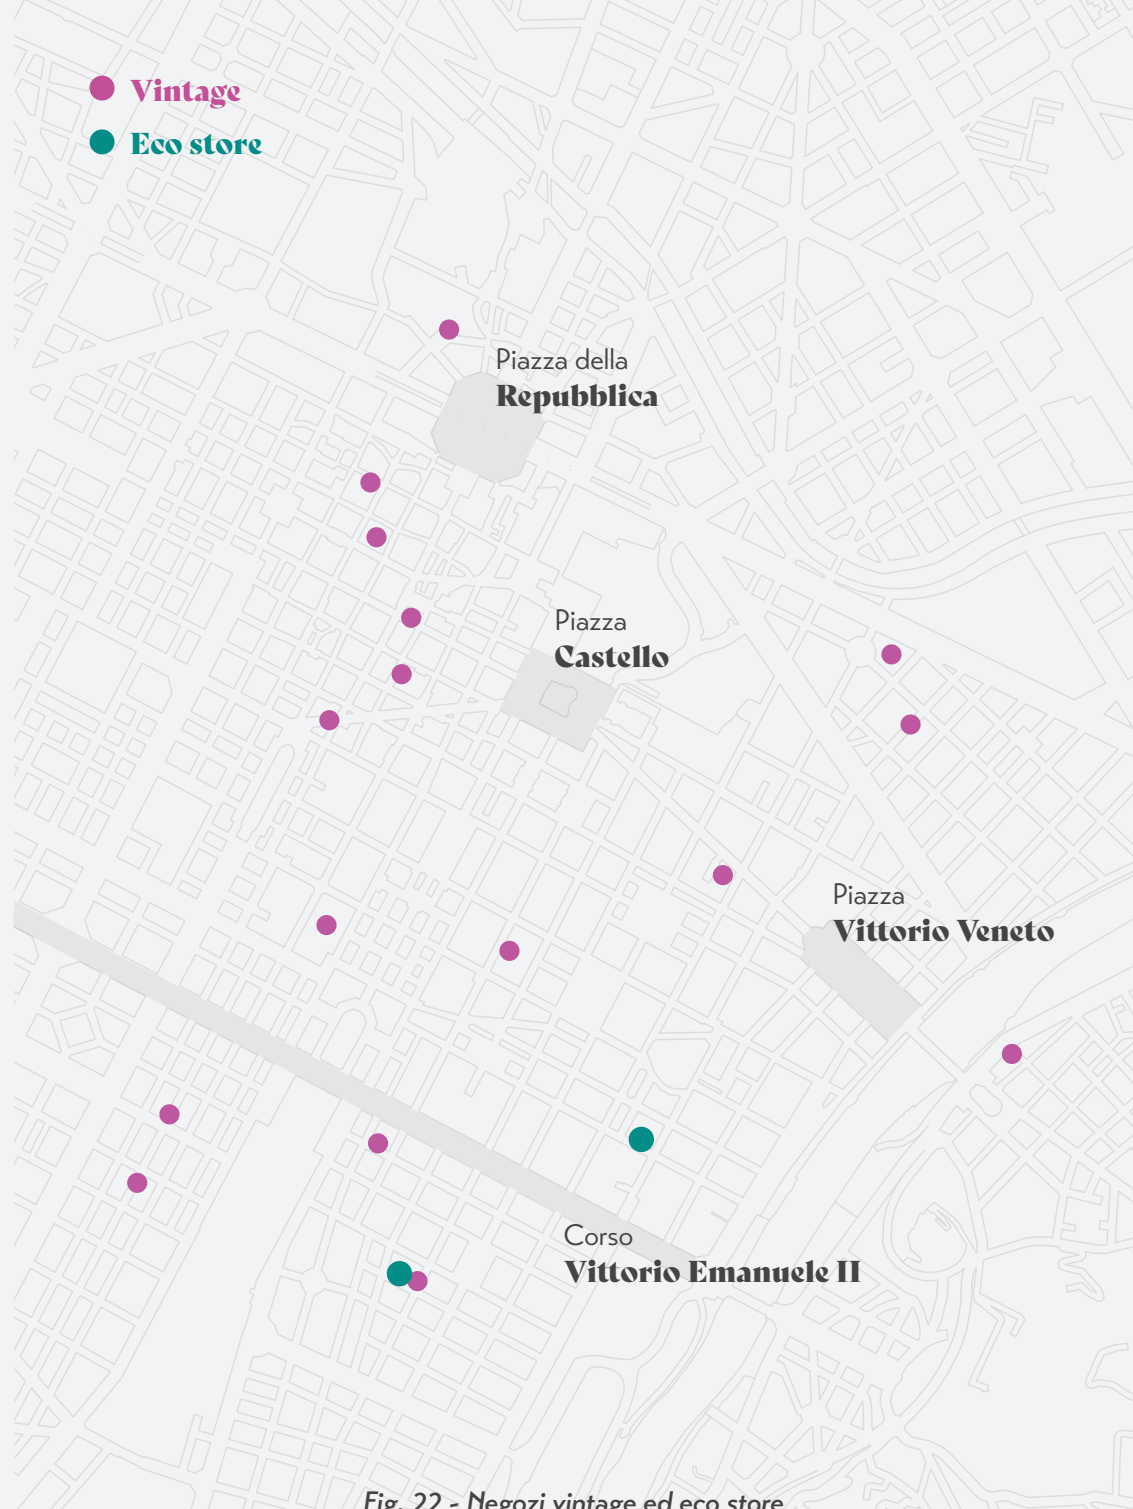 Vintage
Eco store
Piazza della
Repubblica
Piazza
Castello
Piazza
Vittorio Veneto
Corso
Vittorio Emanuele II
Fig. 22 - Negozi vintage ed eco store